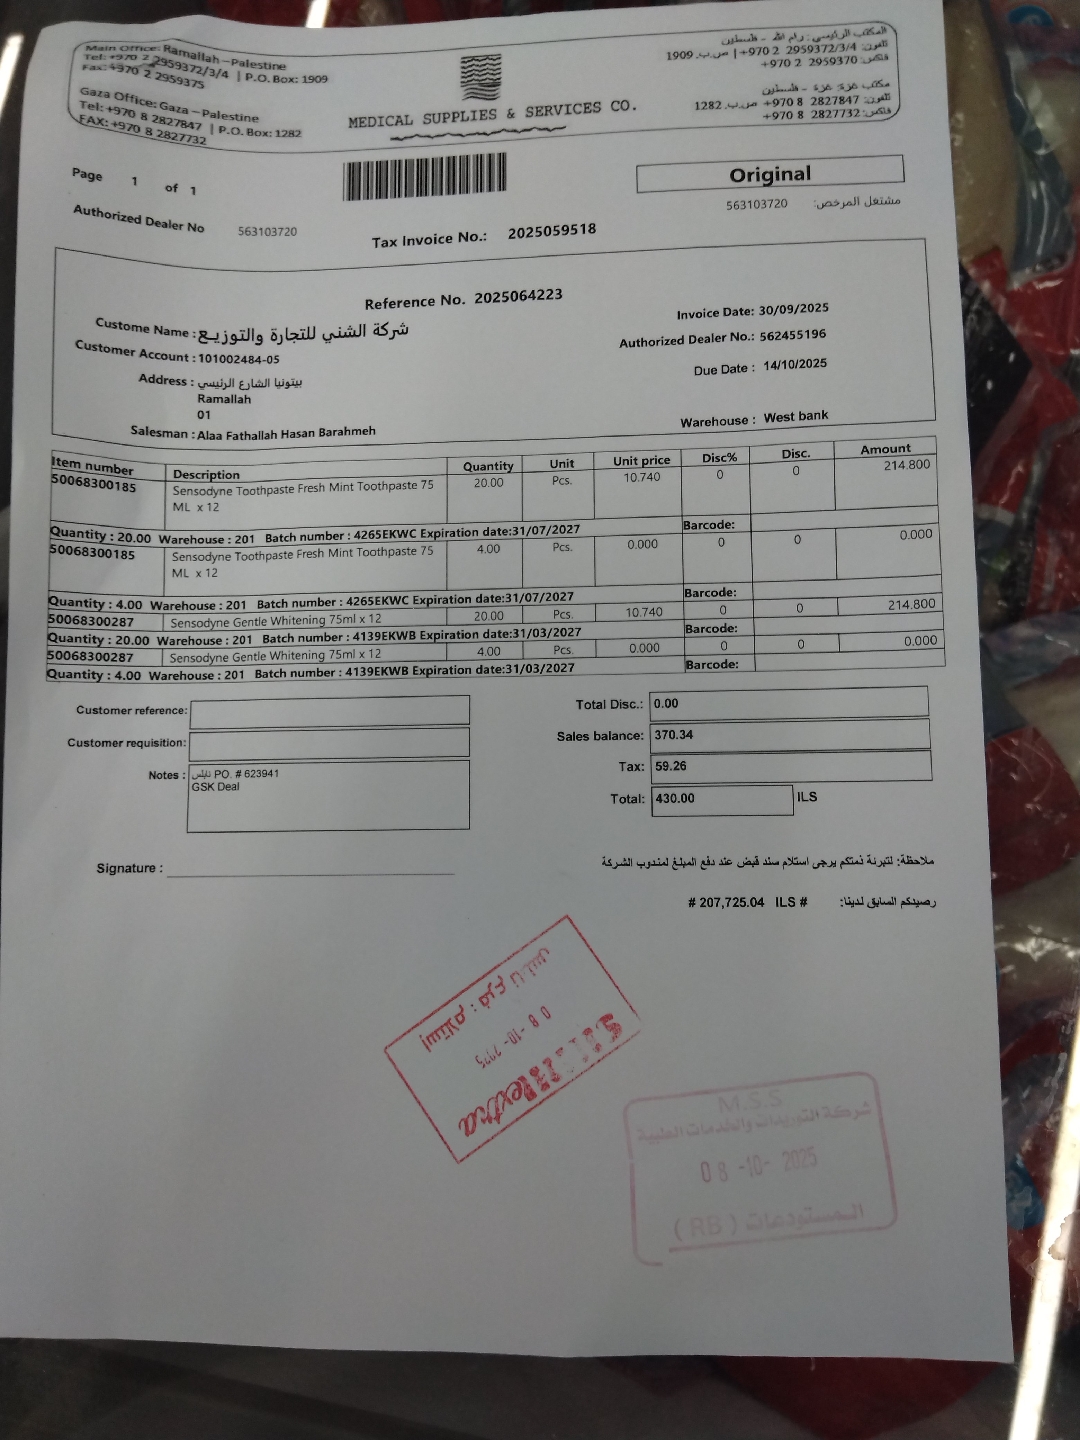 Main Office: Ramallah – Palestine
Tel: +970 2 2959372/3/4 | P.O. Box: 1909
Fax: +970 2 2959375
Gaza Office: Gaza – Palestine
Tel: +970 8 2827847 | P.O. Box: 1282
FAX: +970 8 2827732
MEDICAL SUPPLIES & SERVICES CO.
المكتب الرئيسي: رام الله - فلسطين
تلفون: 4/3/2959372 2 970+ | ص.ب. 1909
فاكس: 2959370 2 970+
مكتب غزة: غزة - فلسطين
تلفون: 2827847 8 970+ ص.ب. 1282
فاكس: 2827732 8 970+
Page 1 of 1
Original
Authorized Dealer No 563103720
مشتغل المرخص: 563103720
Tax Invoice No.: 2025059518
Reference No. 2025064223
Custome Name : شركة الشني للتجارة والتوزيع
Customer Account : 101002484-05
Address : بيتونيا الشارع الرئيسي
Ramallah
01
Salesman : Alaa Fathallah Hasan Barahmeh
Invoice Date: 30/09/2025
Authorized Dealer No.: 562455196
Due Date : 14/10/2025
Warehouse : West bank
Item number Description Quantity Unit Unit price Disc% Disc. Amount
50068300185 Sensodyne Toothpaste Fresh Mint Toothpaste 75 20.00 Pcs. 10.740 0 0 214.800
ML x 12
Quantity : 20.00 Warehouse : 201 Batch number : 4265EKWC Expiration date:31/07/2027 Barcode:
50068300185 Sensodyne Toothpaste Fresh Mint Toothpaste 75 4.00 Pcs. 0.000 0 0 0.000
ML x 12
Quantity : 4.00 Warehouse : 201 Batch number : 4265EKWC Expiration date:31/07/2027 Barcode:
50068300287 Sensodyne Gentle Whitening 75ml x 12 20.00 Pcs. 10.740 0 0 214.800
Quantity : 20.00 Warehouse : 201 Batch number : 4139EKWB Expiration date:31/03/2027 Barcode:
50068300287 Sensodyne Gentle Whitening 75ml x 12 4.00 Pcs. 0.000 0 0 0.000
Quantity : 4.00 Warehouse : 201 Batch number : 4139EKWB Expiration date:31/03/2027 Barcode:
Customer reference:
Customer requisition:
Notes : نابلس PO. # 623941
GSK Deal
Total Disc.: 0.00
Sales balance: 370.34
Tax: 59.26
Total: 430.00 ILS
Signature :
ملاحظة: لتبرئة ذمتكم يرجى استلام سند قبض عند دفع المبلغ لمندوب الشركة
رصيدكم السابق لدينا: # 207,725.04 ILS #
extra
08 -10- 2025
إستلام : فرع نابلس
M.S.S
شركة التوريدات والخدمات الطبية
08 -10- 2025
المستودعات ( RB )